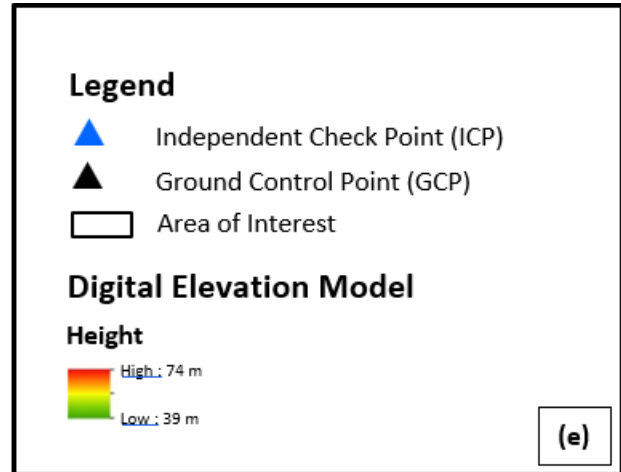 Legend
Independent Check Point (ICP)
Ground Control Point (GCP)
Area of Interest
Digital Elevation Model
Height
High : 74 m
Low : 39 m
(e)